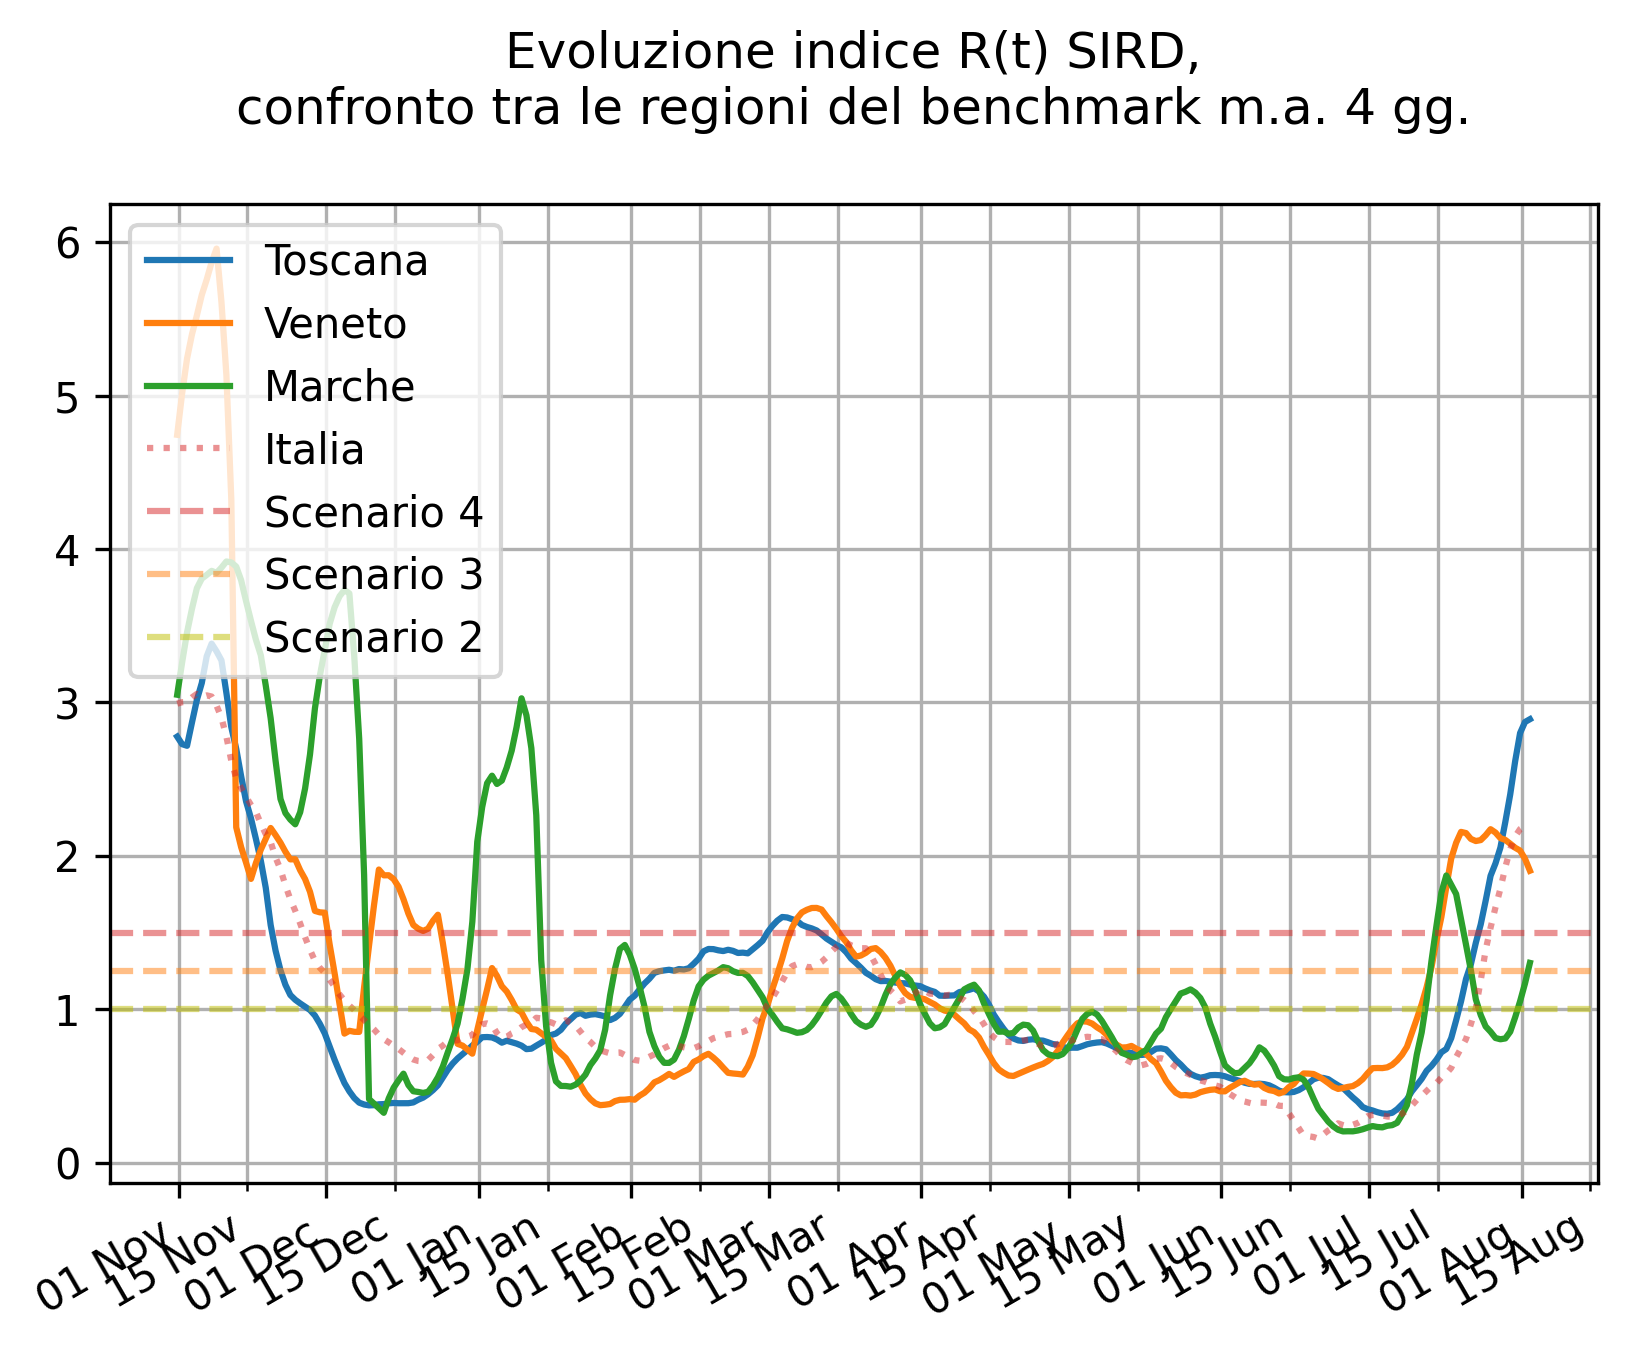 Evoluzione indice R(t) SIRD,
confronto tra le regioni del benchmark m.a. 4 gg.
6
5
4
3
2
1
0
Toscana
Veneto
Marche
Italia
Scenario 4
Scenario 3
Scenario 2
01 Nov
15 Nov
01 Dec
15 Dec
01 Jan
15 Jan
01 Feb
15 Feb
01 Mar
15 Mar
01 Apr
15 Apr
01 May
15 May
01 Jun
15 Jun
01 Jul
15 Jul
01 Aug
15 Aug